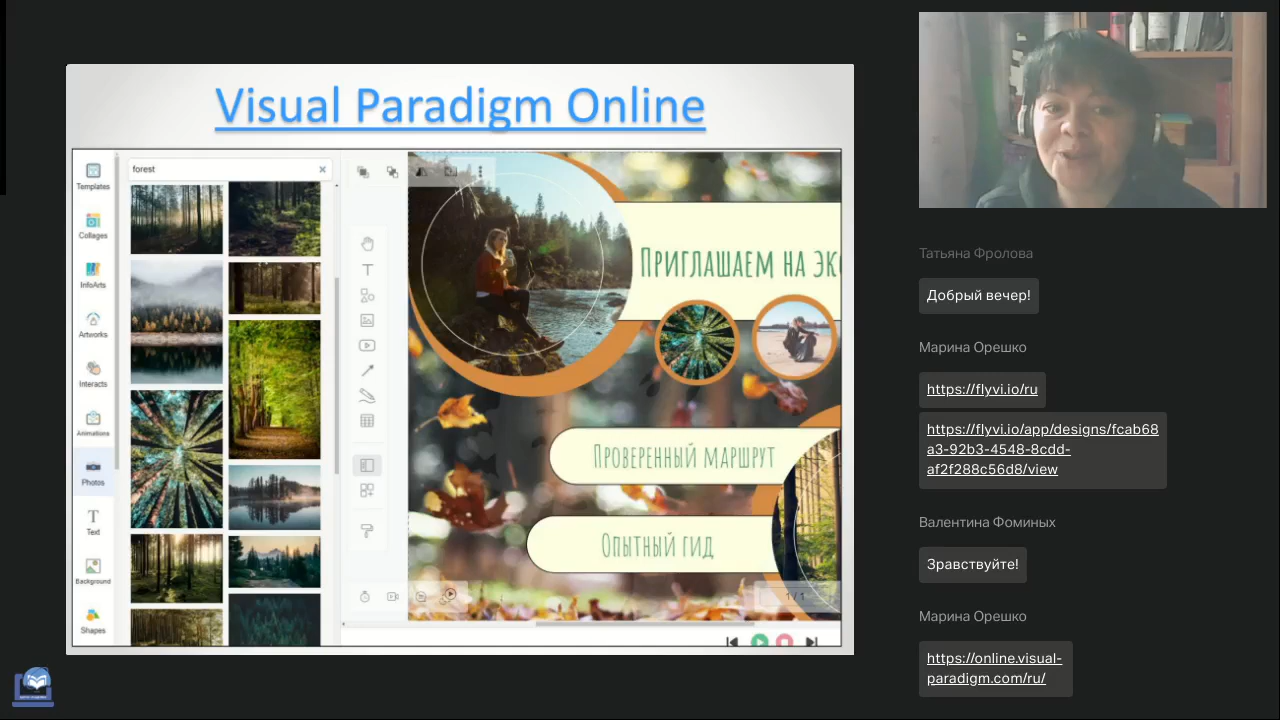 Visual Paradigm Online
Templates
Collages
InfoArts
Artworks
Interacts
Animations
Photos
Text
Background
Shapes
forest
Приглашаем на эк
Проверенный маршрут
Опытный гид
1 / 1
Татьяна Фролова
Добрый вечер!
Марина Орешко
https://flyvi.io/ru
https://flyvi.io/app/designs/fcab68
a3-92b3-4548-8cdd-
af2f288c56d8/view
Валентина Фоминых
Зравствуйте!
Марина Орешко
https://online.visual-
paradigm.com/ru/